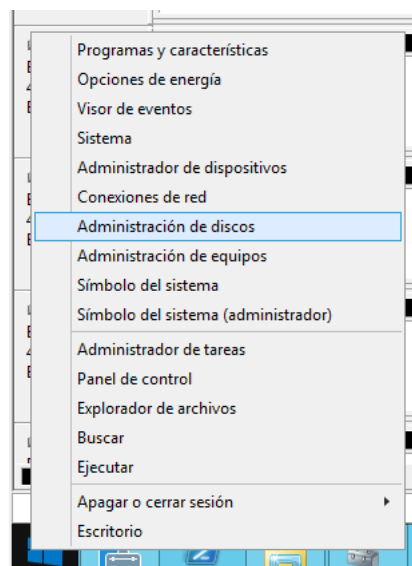 Programas y características
Opciones de energía
Visor de eventos
Sistema
Administrador de dispositivos
Conexiones de red
Administración de discos
Administración de equipos
Símbolo del sistema
Símbolo del sistema (administrador)
Administrador de tareas
Panel de control
Explorador de archivos
Buscar
Ejecutar
Apagar o cerrar sesión
Escritorio